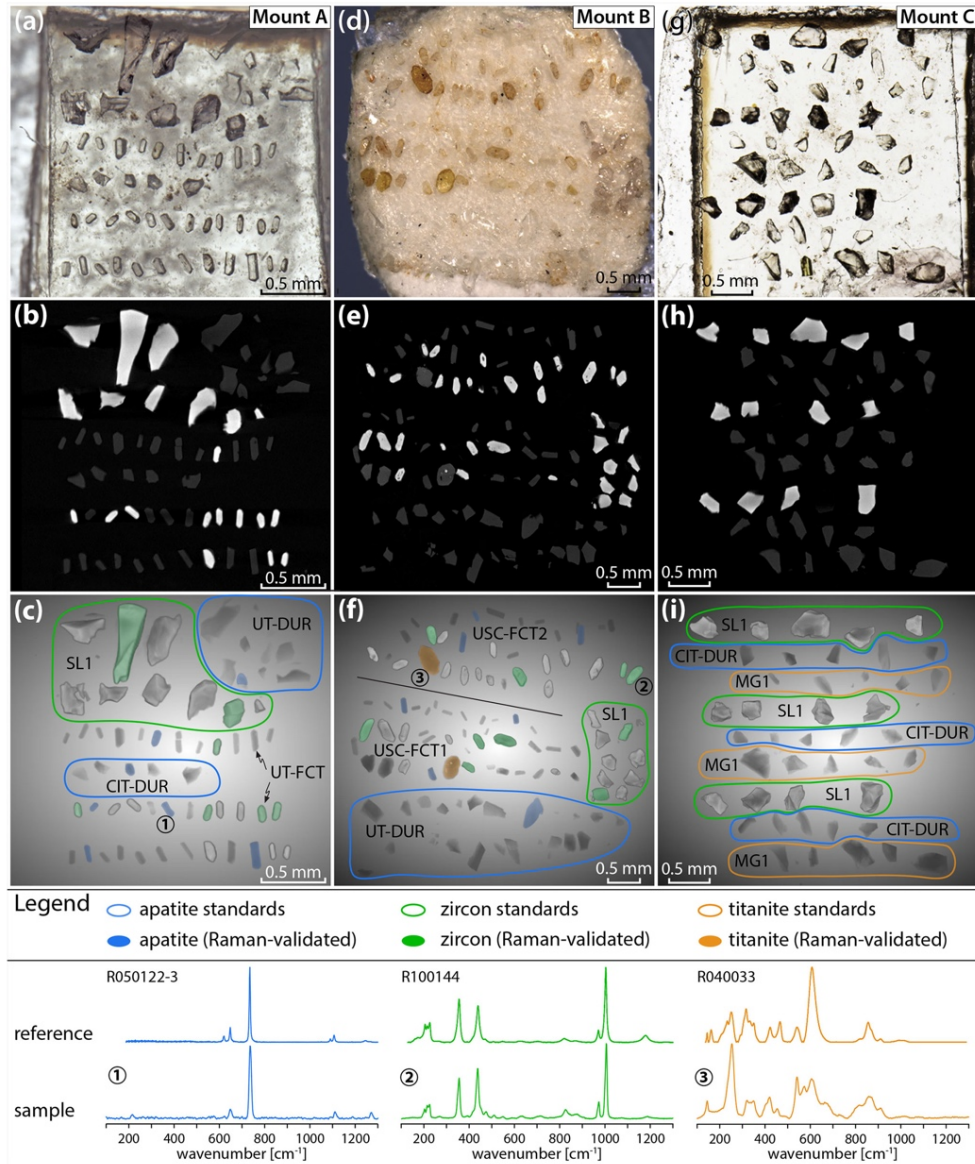 (a) Mount A
(d) Mount B
(g) Mount C
0.5 mm
0.5 mm
0.5 mm
(b)
(e)
(h)
0.5 mm
0.5 mm
0.5 mm
(c)
UT-DUR
SL1
UT-FCT
CIT-DUR
①
0.5 mm
(f)
USC-FCT2
③
②
SL1
USC-FCT1
UT-DUR
0.5 mm
(i)
SL1
CIT-DUR
MG1
SL1
CIT-DUR
MG1
SL1
CIT-DUR
MG1
0.5 mm
Legend
apatite standards
zircon standards
titanite standards
apatite (Raman-validated)
zircon (Raman-validated)
titanite (Raman-validated)
R050122-3
R100144
R040033
reference
① ② ③
sample
200 400 600 800 1000 1200
200 400 600 800 1000 1200
200 400 600 800 1000 1200
wavenumber [cm⁻¹]
wavenumber [cm⁻¹]
wavenumber [cm⁻¹]